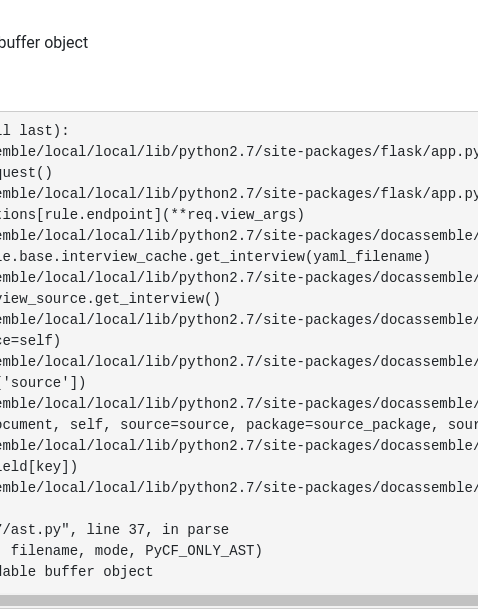 buffer object
ll last):
emble/local/local/lib/python2.7/site-packages/flask/app.py
quest()
emble/local/local/lib/python2.7/site-packages/flask/app.py
tions[rule.endpoint](**req.view_args)
emble/local/local/lib/python2.7/site-packages/docassemble/
le.base.interview_cache.get_interview(yaml_filename)
emble/local/local/lib/python2.7/site-packages/docassemble/
view_source.get_interview()
emble/local/local/lib/python2.7/site-packages/docassemble/
ce=self)
emble/local/local/lib/python2.7/site-packages/docassemble/
['source'])
emble/local/local/lib/python2.7/site-packages/docassemble/
ocument, self, source=source, package=source_package, sour
emble/local/local/lib/python2.7/site-packages/docassemble/
ield[key])
emble/local/local/lib/python2.7/site-packages/docassemble/
7/ast.py", line 37, in parse
, filename, mode, PyCF_ONLY_AST)
dable buffer object